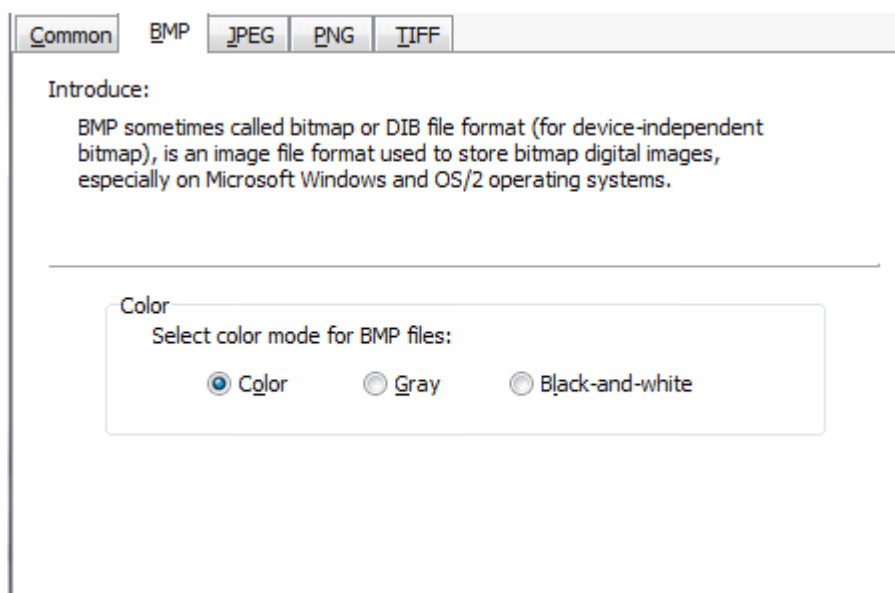 Common BMP JPEG PNG TIFF
Introduce:
BMP sometimes called bitmap or DIB file format (for device-independent
bitmap), is an image file format used to store bitmap digital images,
especially on Microsoft Windows and OS/2 operating systems.
Color
Select color mode for BMP files:
Color Gray Black-and-white